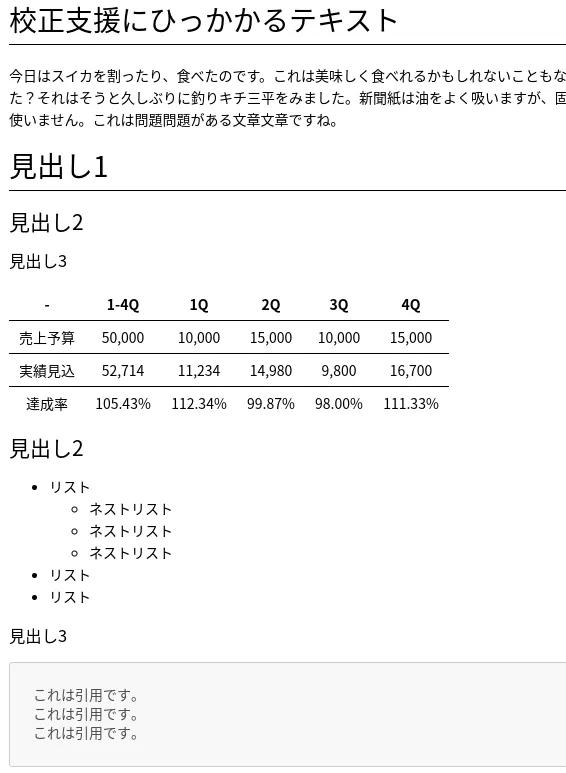 校正支援にひっかかるテキスト
今日はスイカを割ったり、食べたのです。これは美味しく食べれるかもしれないこともな
た？それはそうと久しぶりに釣りキチ三平をみました。新聞紙は油をよく吸いますが、固
使いません。これは問題問題がある文章文章ですね。
見出し1
見出し2
見出し3
- 1-4Q 1Q 2Q 3Q 4Q
売上予算 50,000 10,000 15,000 10,000 15,000
実績見込 52,714 11,234 14,980 9,800 16,700
達成率 105.43% 112.34% 99.87% 98.00% 111.33%
見出し2
リスト
ネストリスト
ネストリスト
ネストリスト
リスト
リスト
見出し3
これは引用です。
これは引用です。
これは引用です。